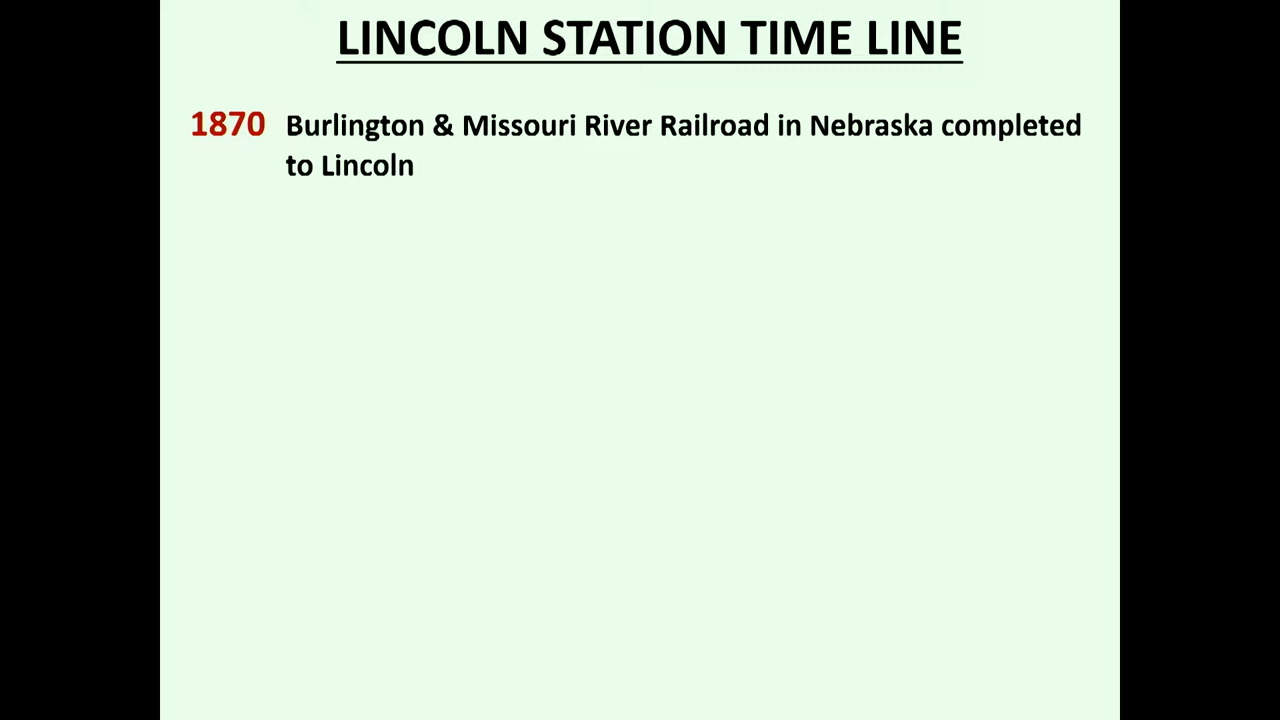 LINCOLN STATION TIME LINE
1870 Burlington & Missouri River Railroad in Nebraska completed
to Lincoln